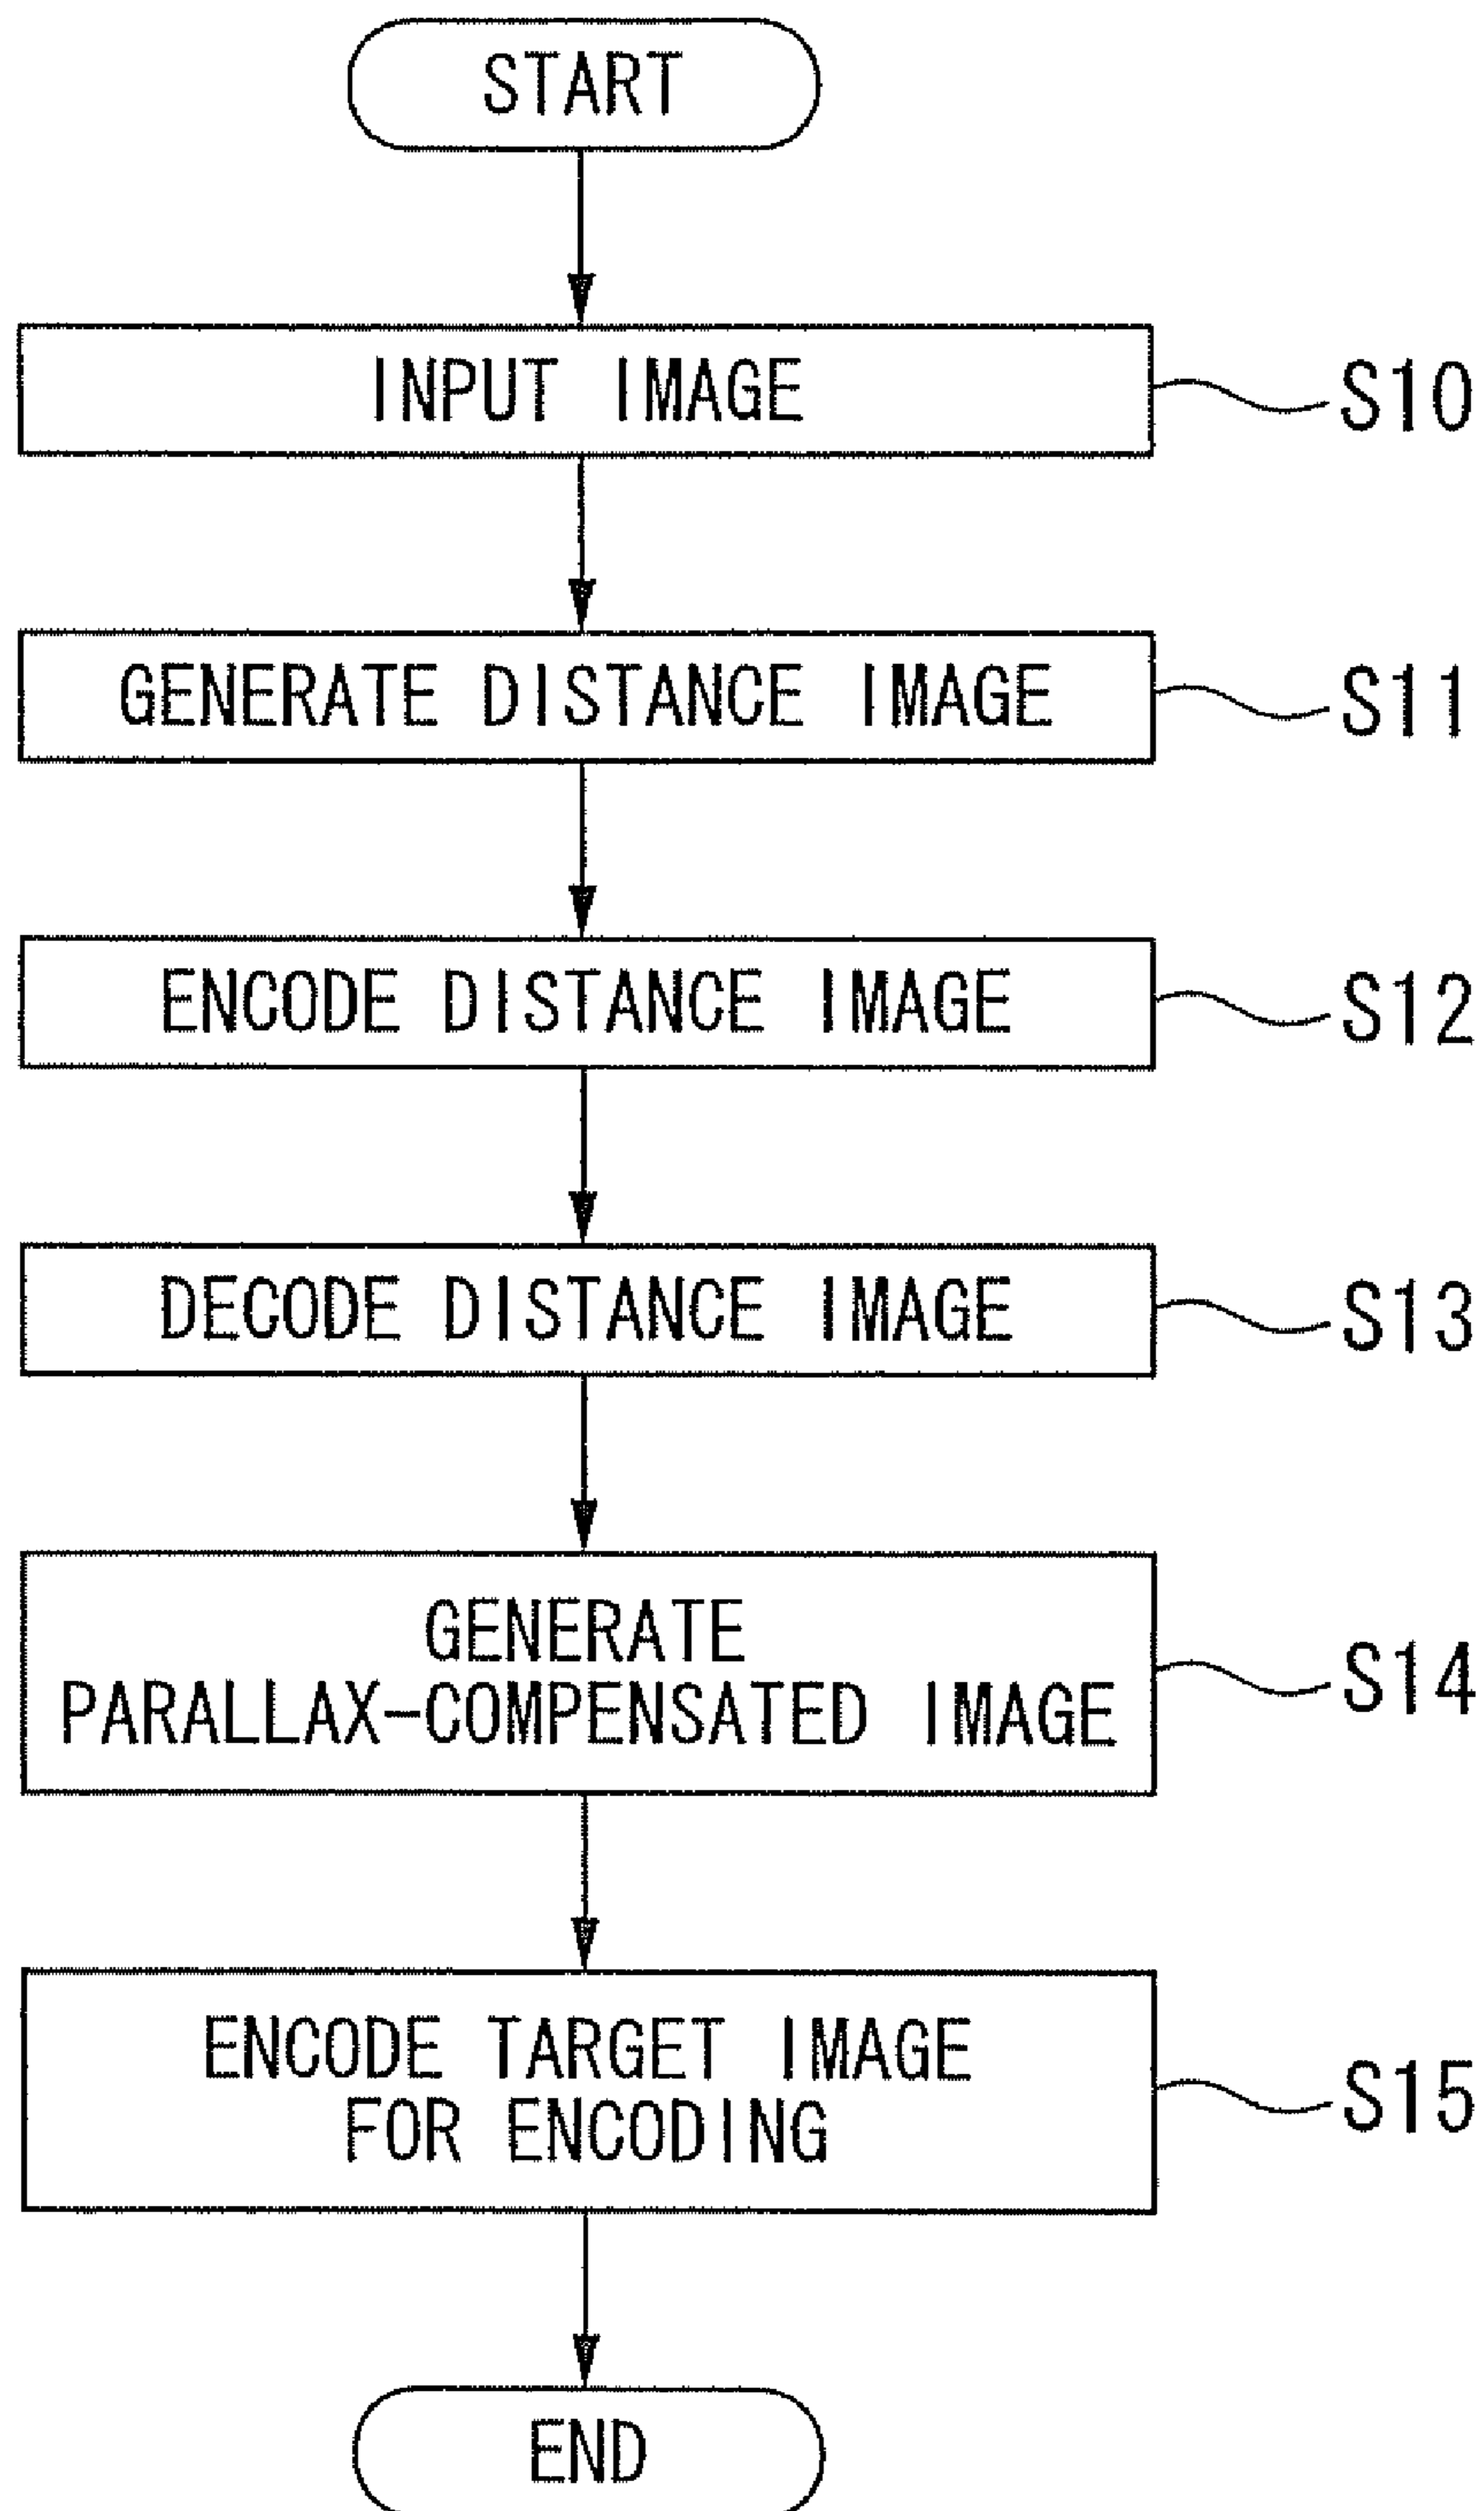 START
INPUT IMAGE
S10
GENERATE DISTANCE IMAGE
S11
ENCODE DISTANCE IMAGE
S12
DECODE DISTANCE IMAGE
S13
GENERATE
PARALLAX-COMPENSATED IMAGE
S14
ENCODE TARGET IMAGE
FOR ENCODING
S15
END